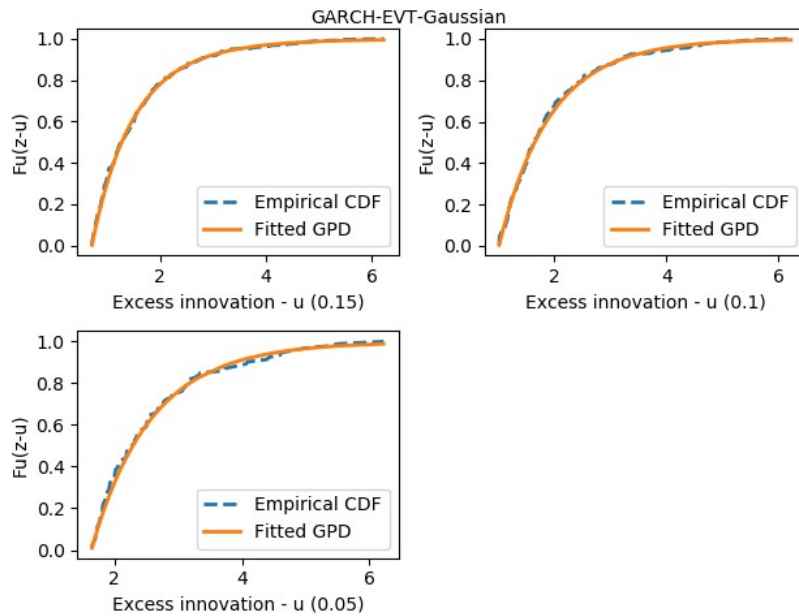 GARCH-EVT-Gaussian
1.0
0.8
0.6
0.4
0.2
0.0
Fu(z-u)
Empirical CDF
Fitted GPD
2 4 6
Excess innovation - u (0.15)
1.0
0.8
0.6
0.4
0.2
0.0
Fu(z-u)
Empirical CDF
Fitted GPD
2 4 6
Excess innovation - u (0.1)
1.0
0.8
0.6
0.4
0.2
0.0
Fu(z-u)
Empirical CDF
Fitted GPD
2 4 6
Excess innovation - u (0.05)